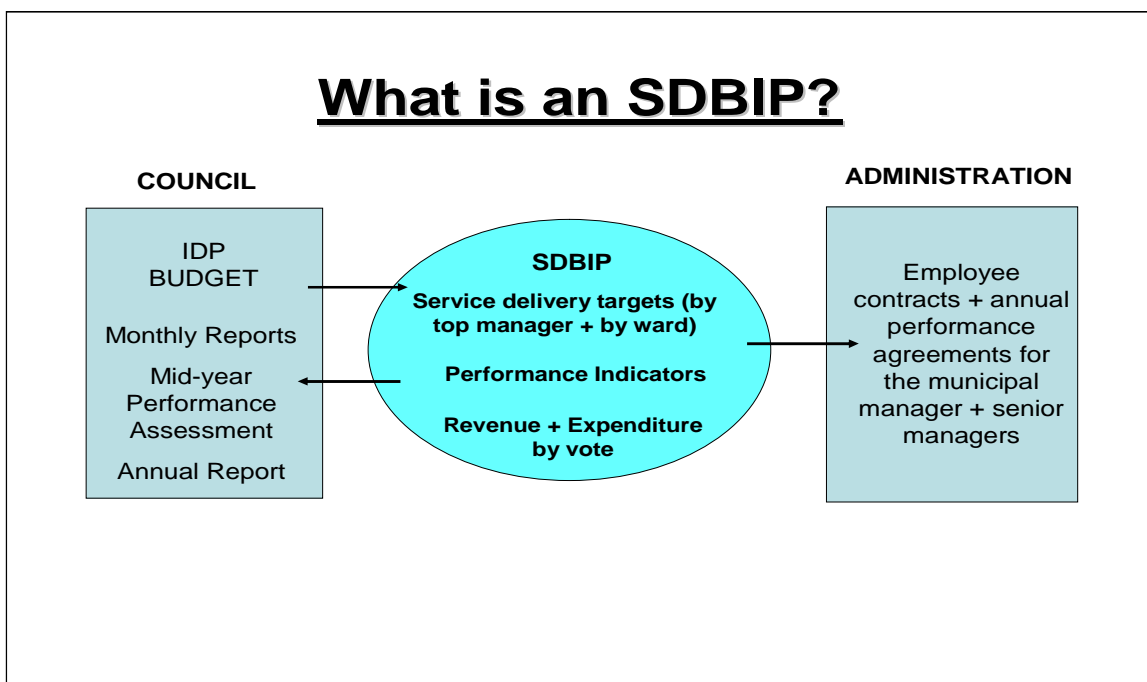 What is an SDBIP?
COUNCIL
IDP
BUDGET
Monthly Reports
Mid-year
Performance
Assessment
Annual Report
SDBIP
Service delivery targets (by
top manager + by ward)
Performance Indicators
Revenue + Expenditure
by vote
ADMINISTRATION
Employee
contracts + annual
performance
agreements for
the municipal
manager + senior
managers